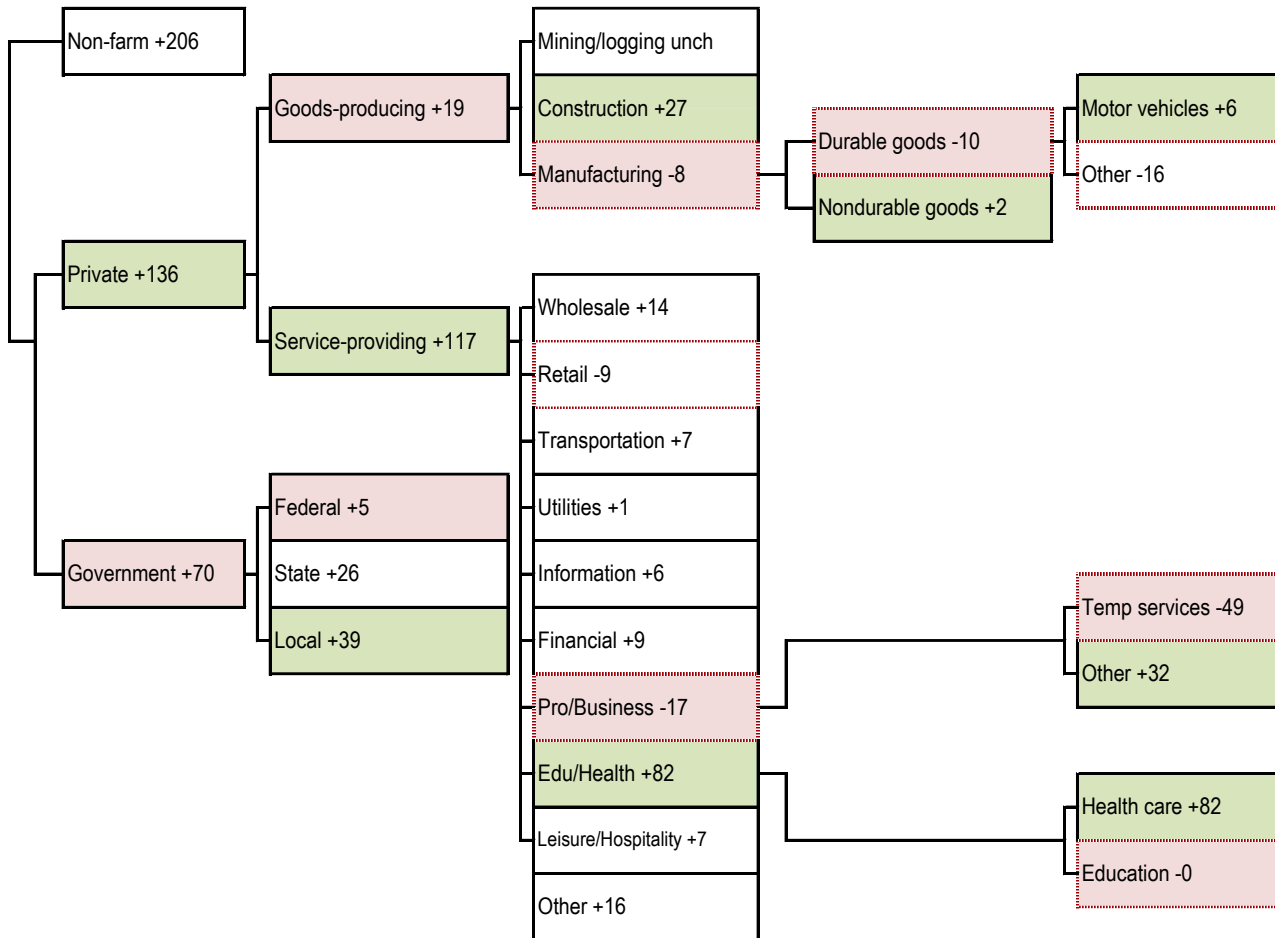 Non-farm +206
Private +136
Government +70
Goods-producing +19
Service-providing +117
Federal +5
State +26
Local +39
Mining/logging unch
Construction +27
Manufacturing -8
Wholesale +14
Retail -9
Transportation +7
Utilities +1
Information +6
Financial +9
Pro/Business -17
Edu/Health +82
Leisure/Hospitality +7
Other +16
Durable goods -10
Nondurable goods +2
Motor vehicles +6
Other -16
Temp services -49
Other +32
Health care +82
Education -0